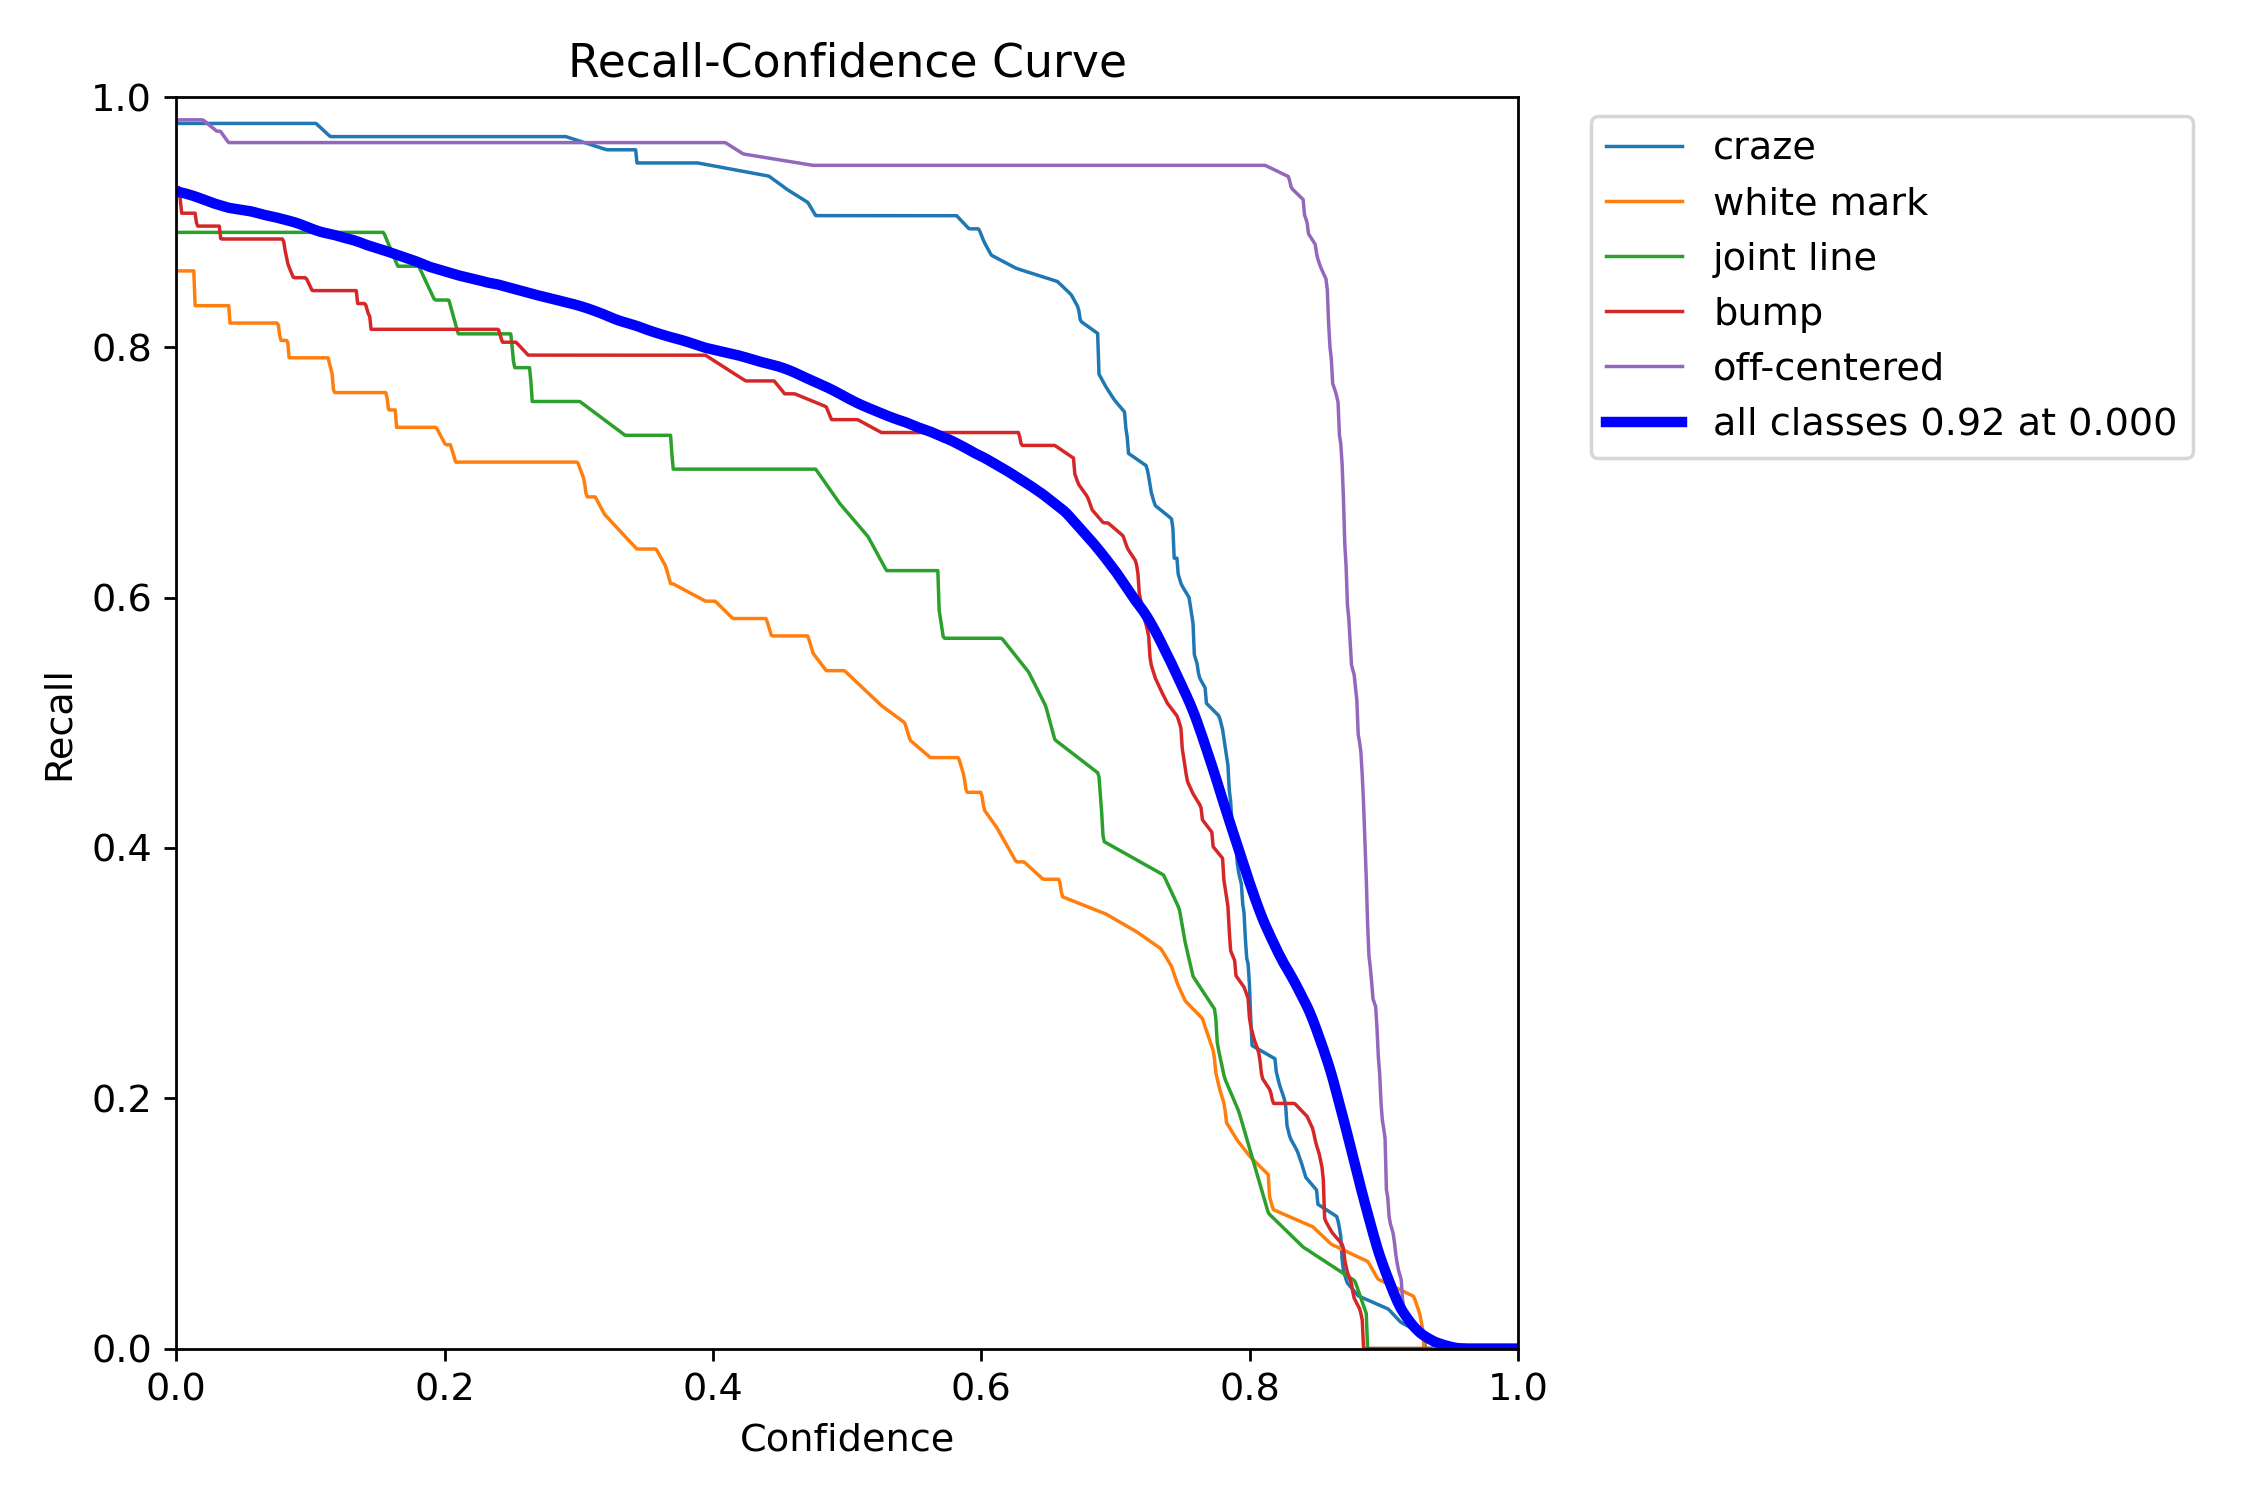 Recall-Confidence Curve
1.0
0.8
0.6
0.4
0.2
0.0
Recall
0.0 0.2 0.4 0.6 0.8 1.0
Confidence
craze
white mark
joint line
bump
off-centered
all classes 0.92 at 0.000